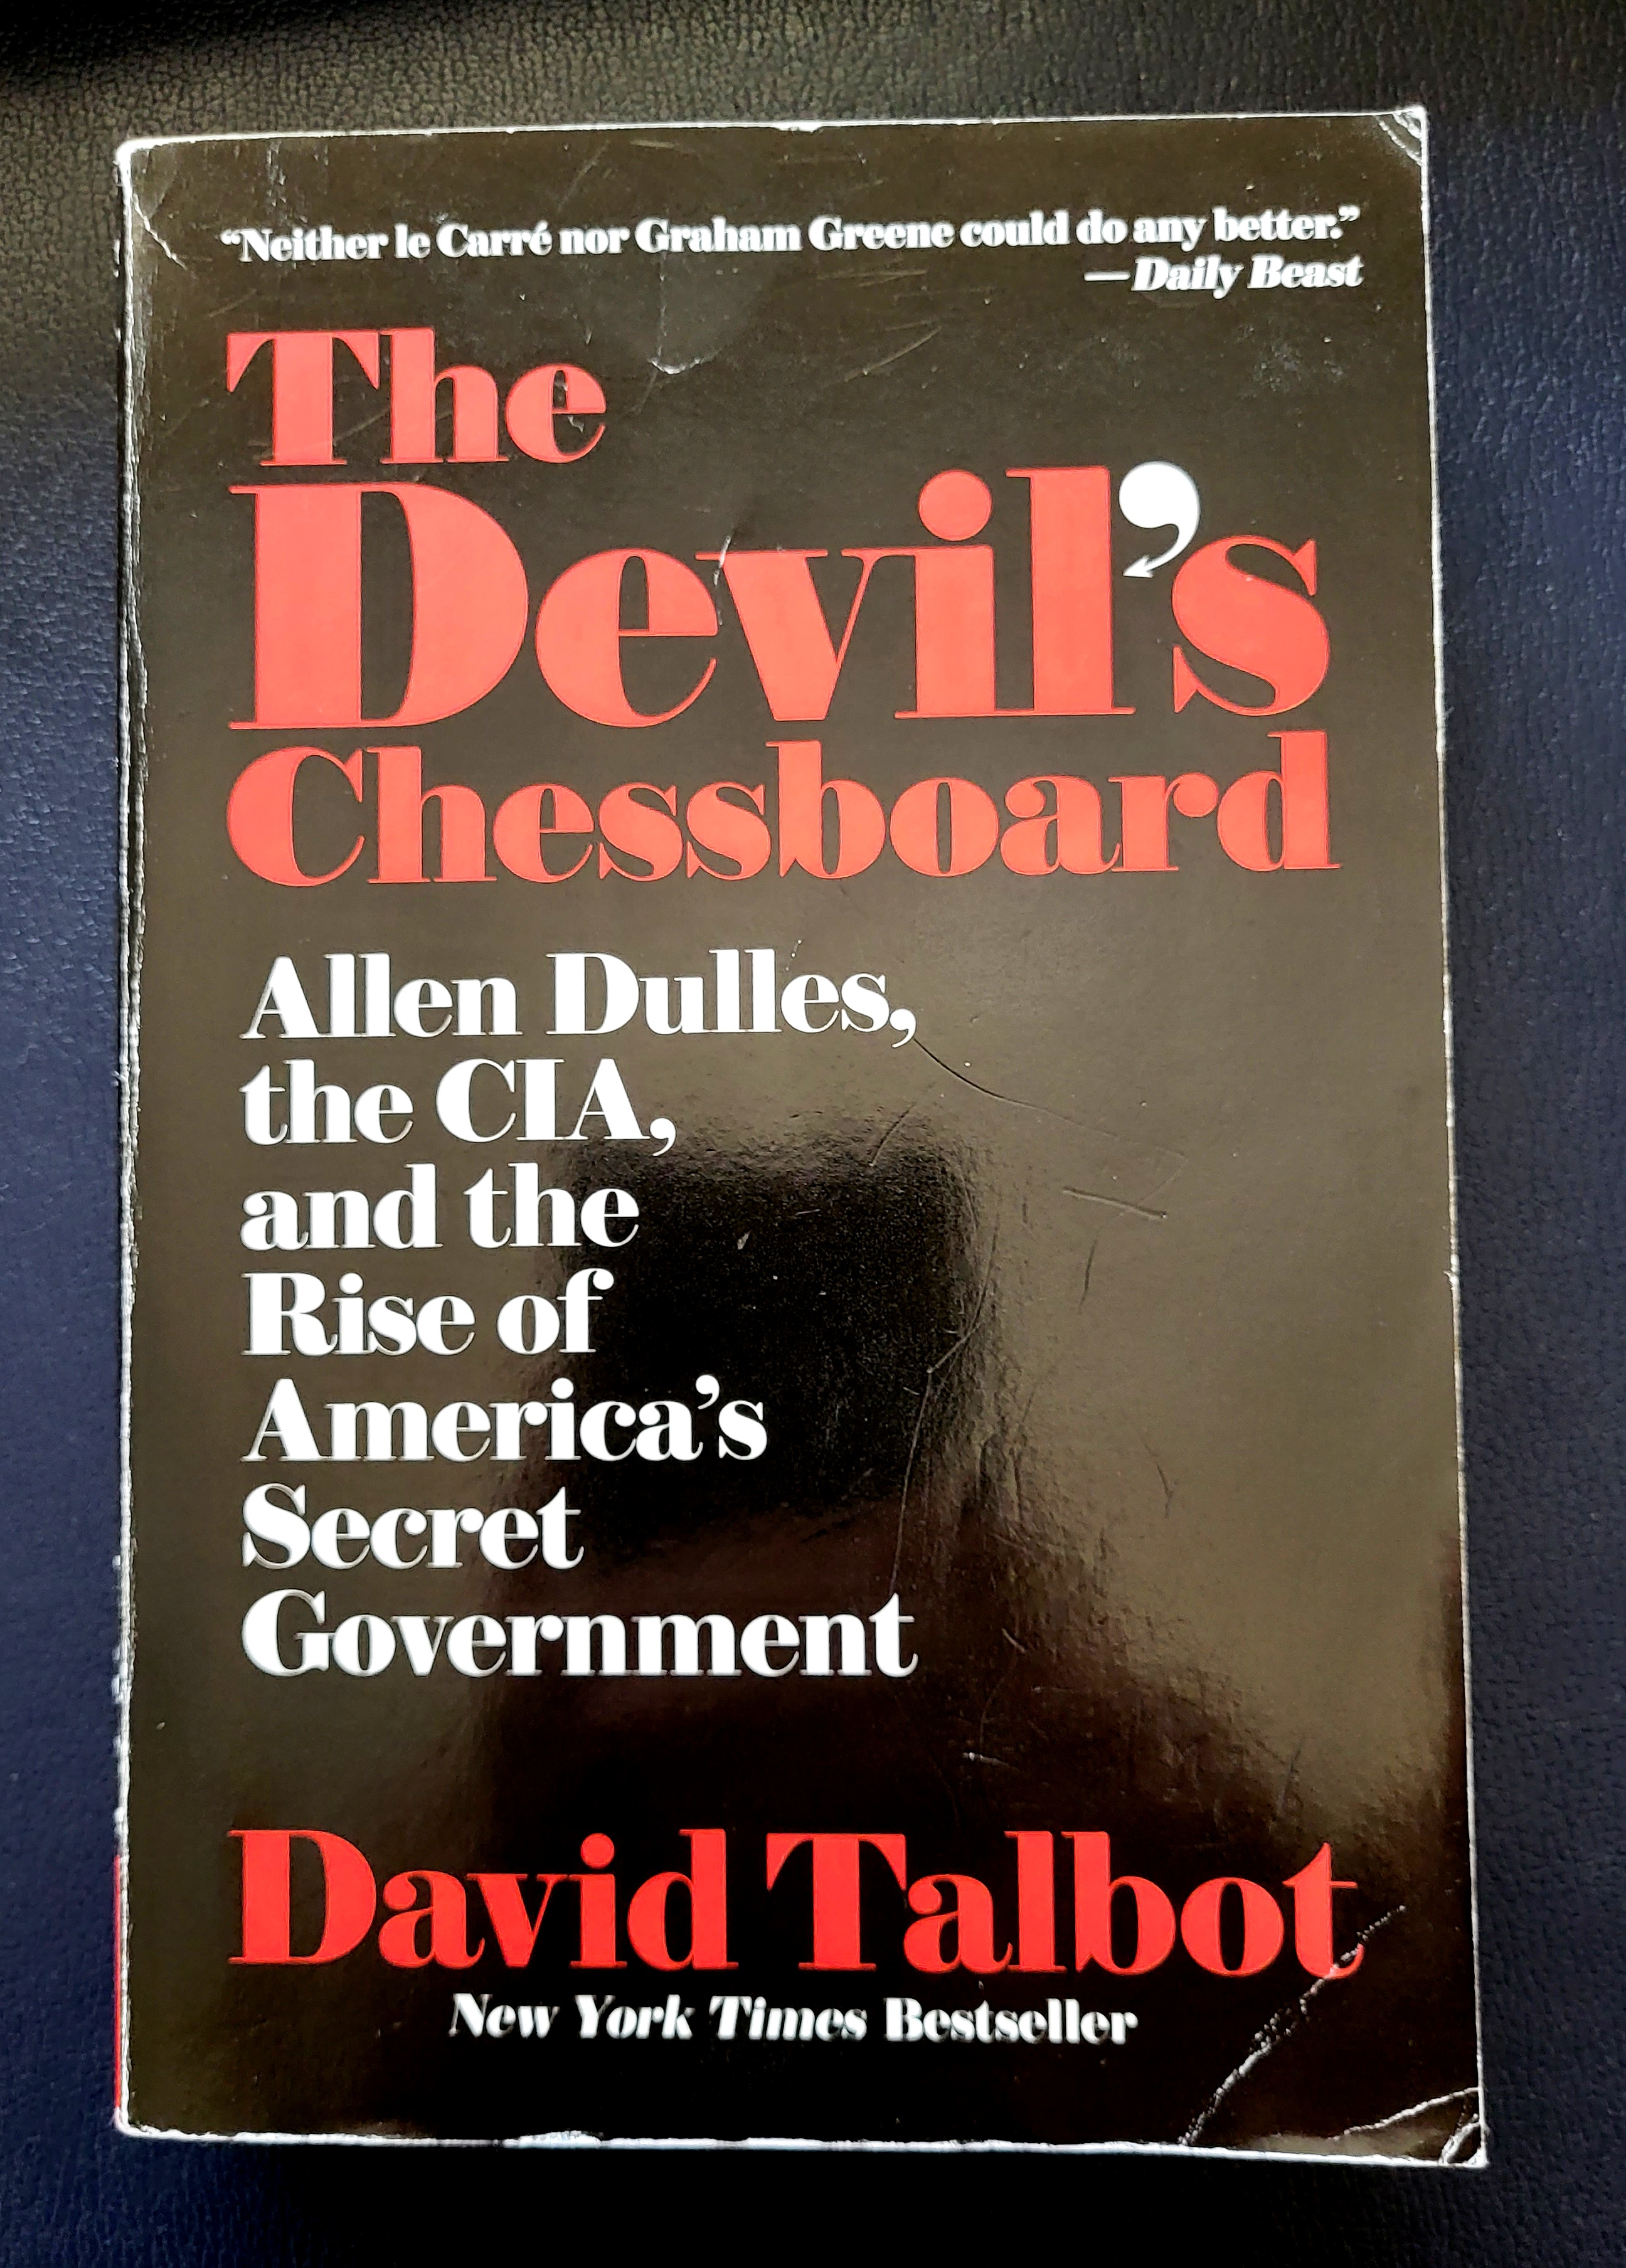 “Neither le Carré nor Graham Greene could do any better.”
—Daily Beast
The
Devil’s
Chessboard
Allen Dulles,
the CIA,
and the
Rise of
America’s
Secret
Government
David Talbot
New York Times Bestseller